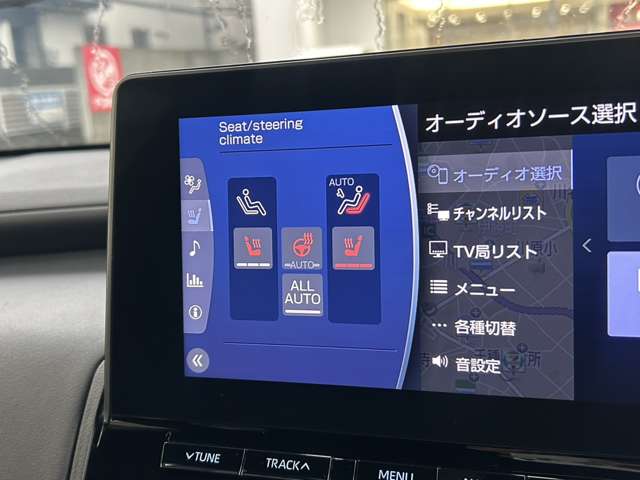 Seat/steering
climate
AUTO
AUTO
ALL
AUTO
オーディオソース選択
オーディオ選択
チャンネルリスト
TV局リスト
メニュー
各種切替
音設定
∨TUNE
TRACK∧
MENU